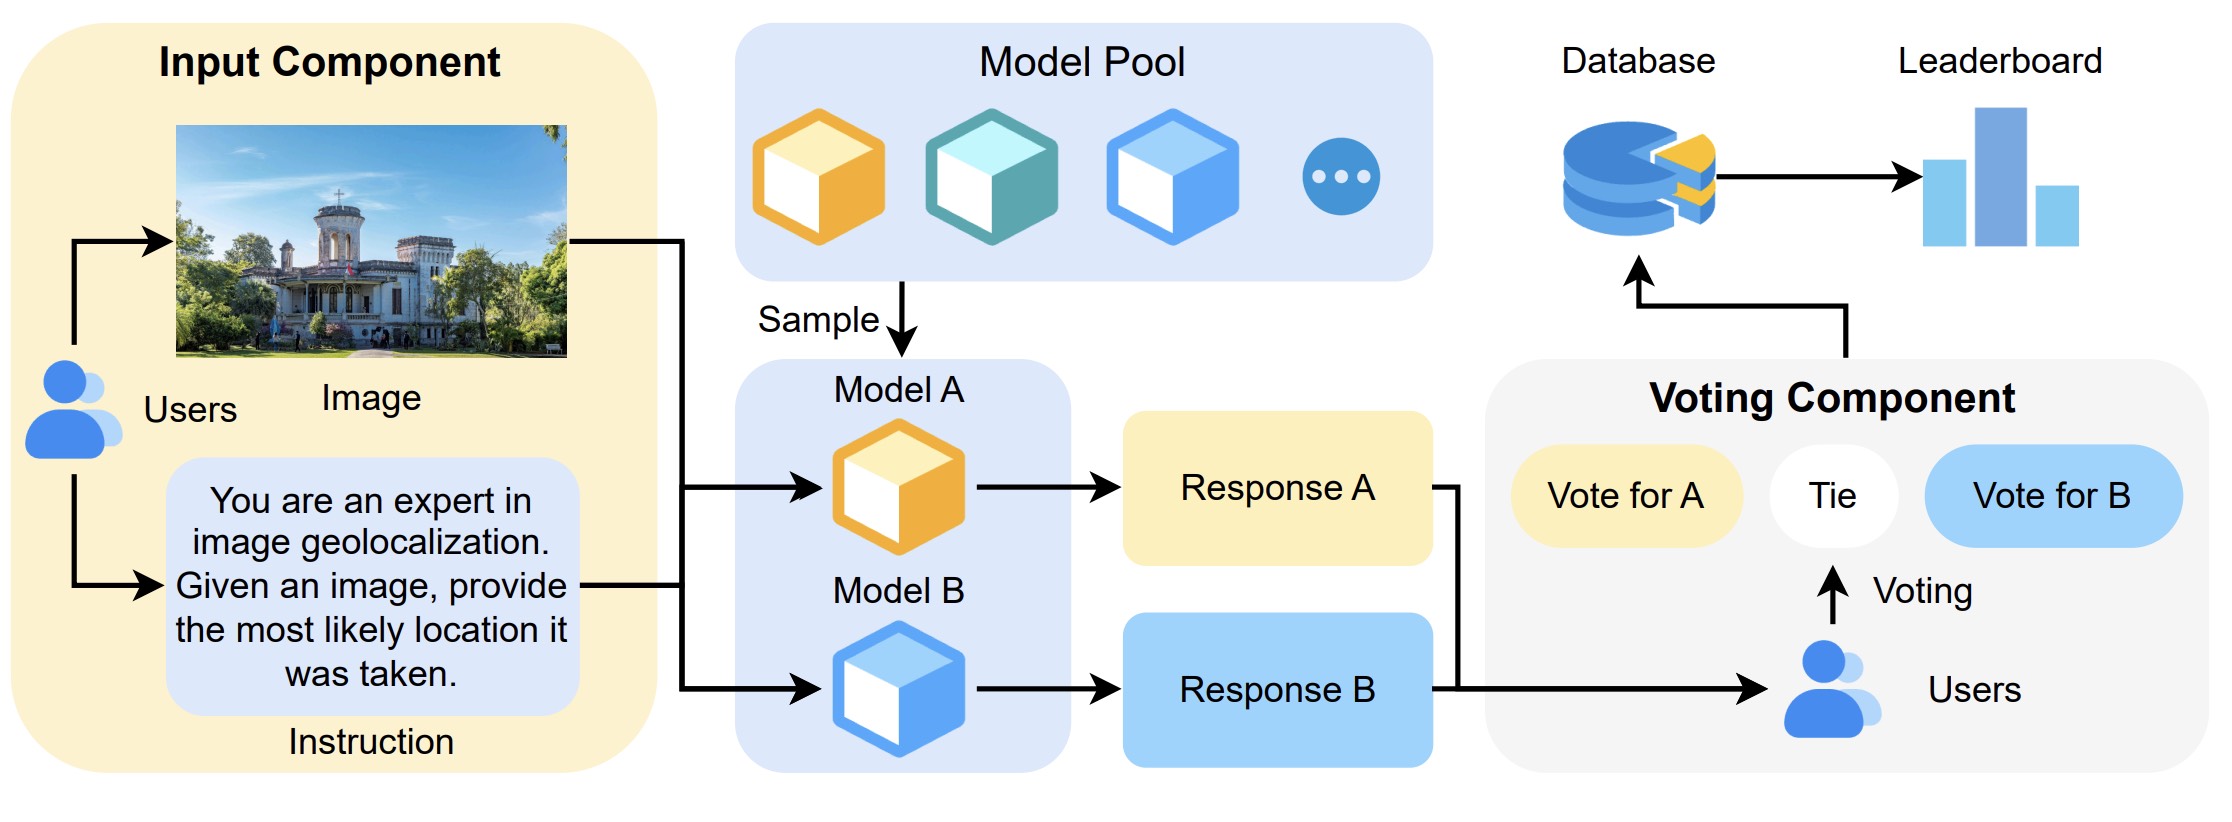 Input Component
Users
Image
You are an expert in
image geolocalization.
Given an image, provide
the most likely location it
was taken.
Instruction
Model Pool
Sample
Model A
Model B
Response A
Response B
Database
Leaderboard
Voting Component
Vote for A
Tie
Vote for B
Voting
Users